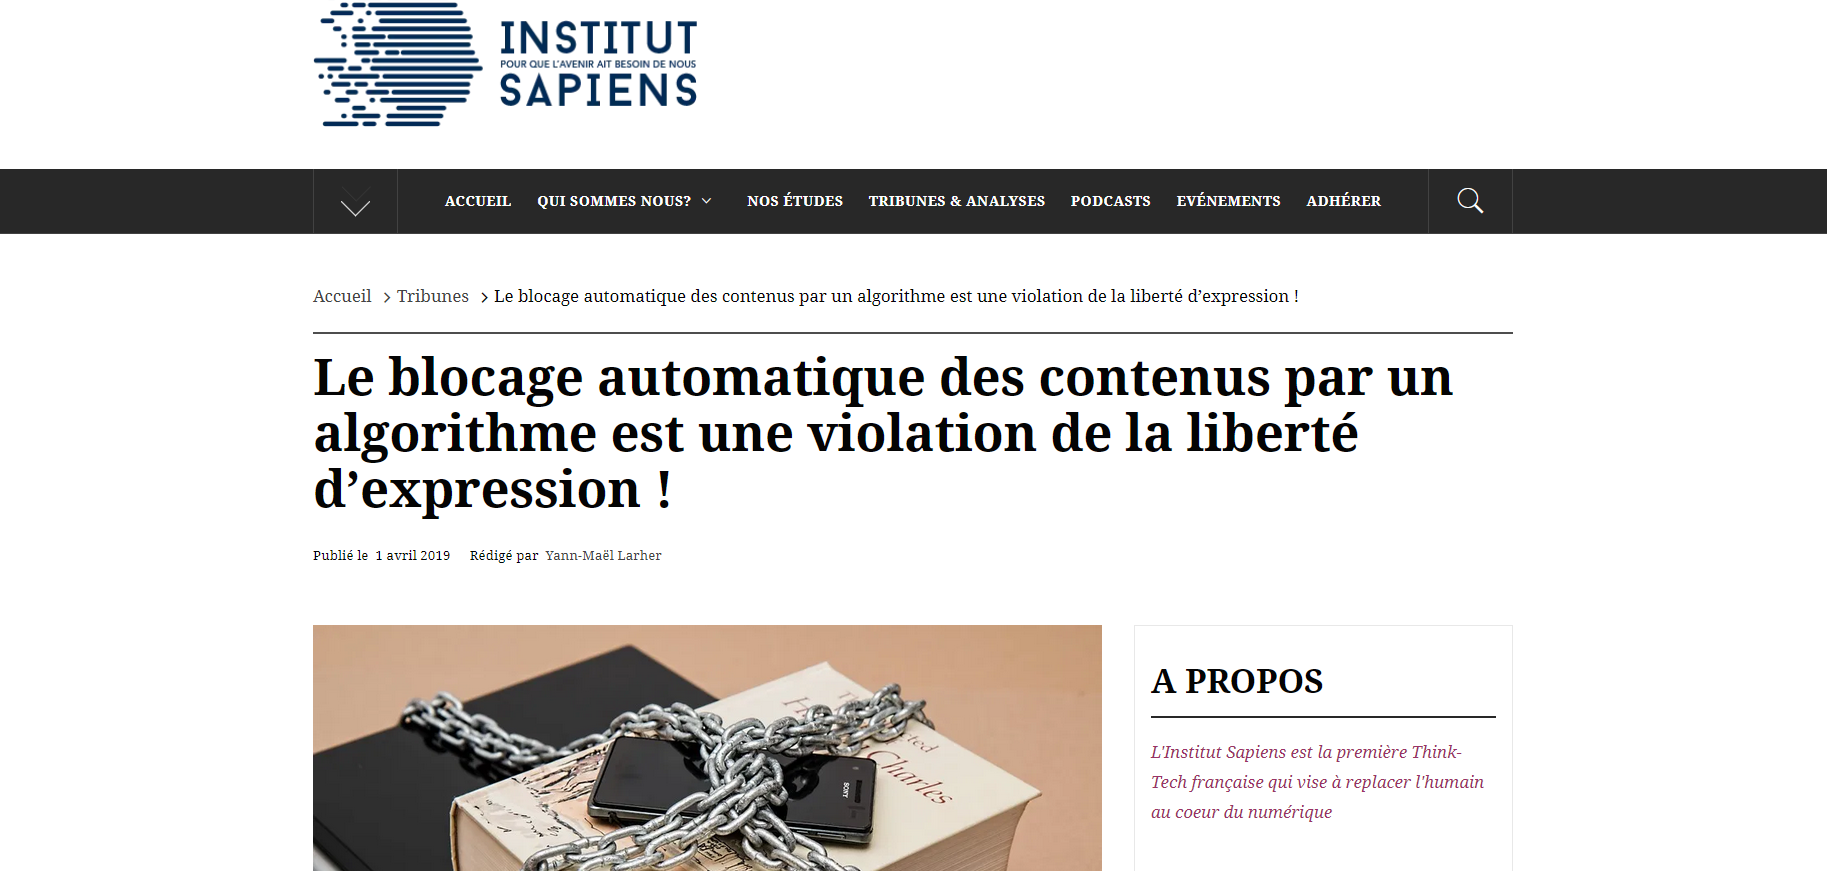 INSTITUT
POUR QUE L'AVENIR AIT BESOIN DE NOUS
SAPIENS
ACCUEIL QUI SOMMES NOUS? NOS ÉTUDES TRIBUNES & ANALYSES PODCASTS EVÉNEMENTS ADHÉRER
Accueil > Tribunes > Le blocage automatique des contenus par un algorithme est une violation de la liberté d’expression !
Le blocage automatique des contenus par un
algorithme est une violation de la liberté
d’expression !
Publié le 1 avril 2019 Rédigé par Yann-Maël Larher
A PROPOS
L'Institut Sapiens est la première Think-
Tech française qui vise à replacer l'humain
au coeur du numérique
Charles
SONY